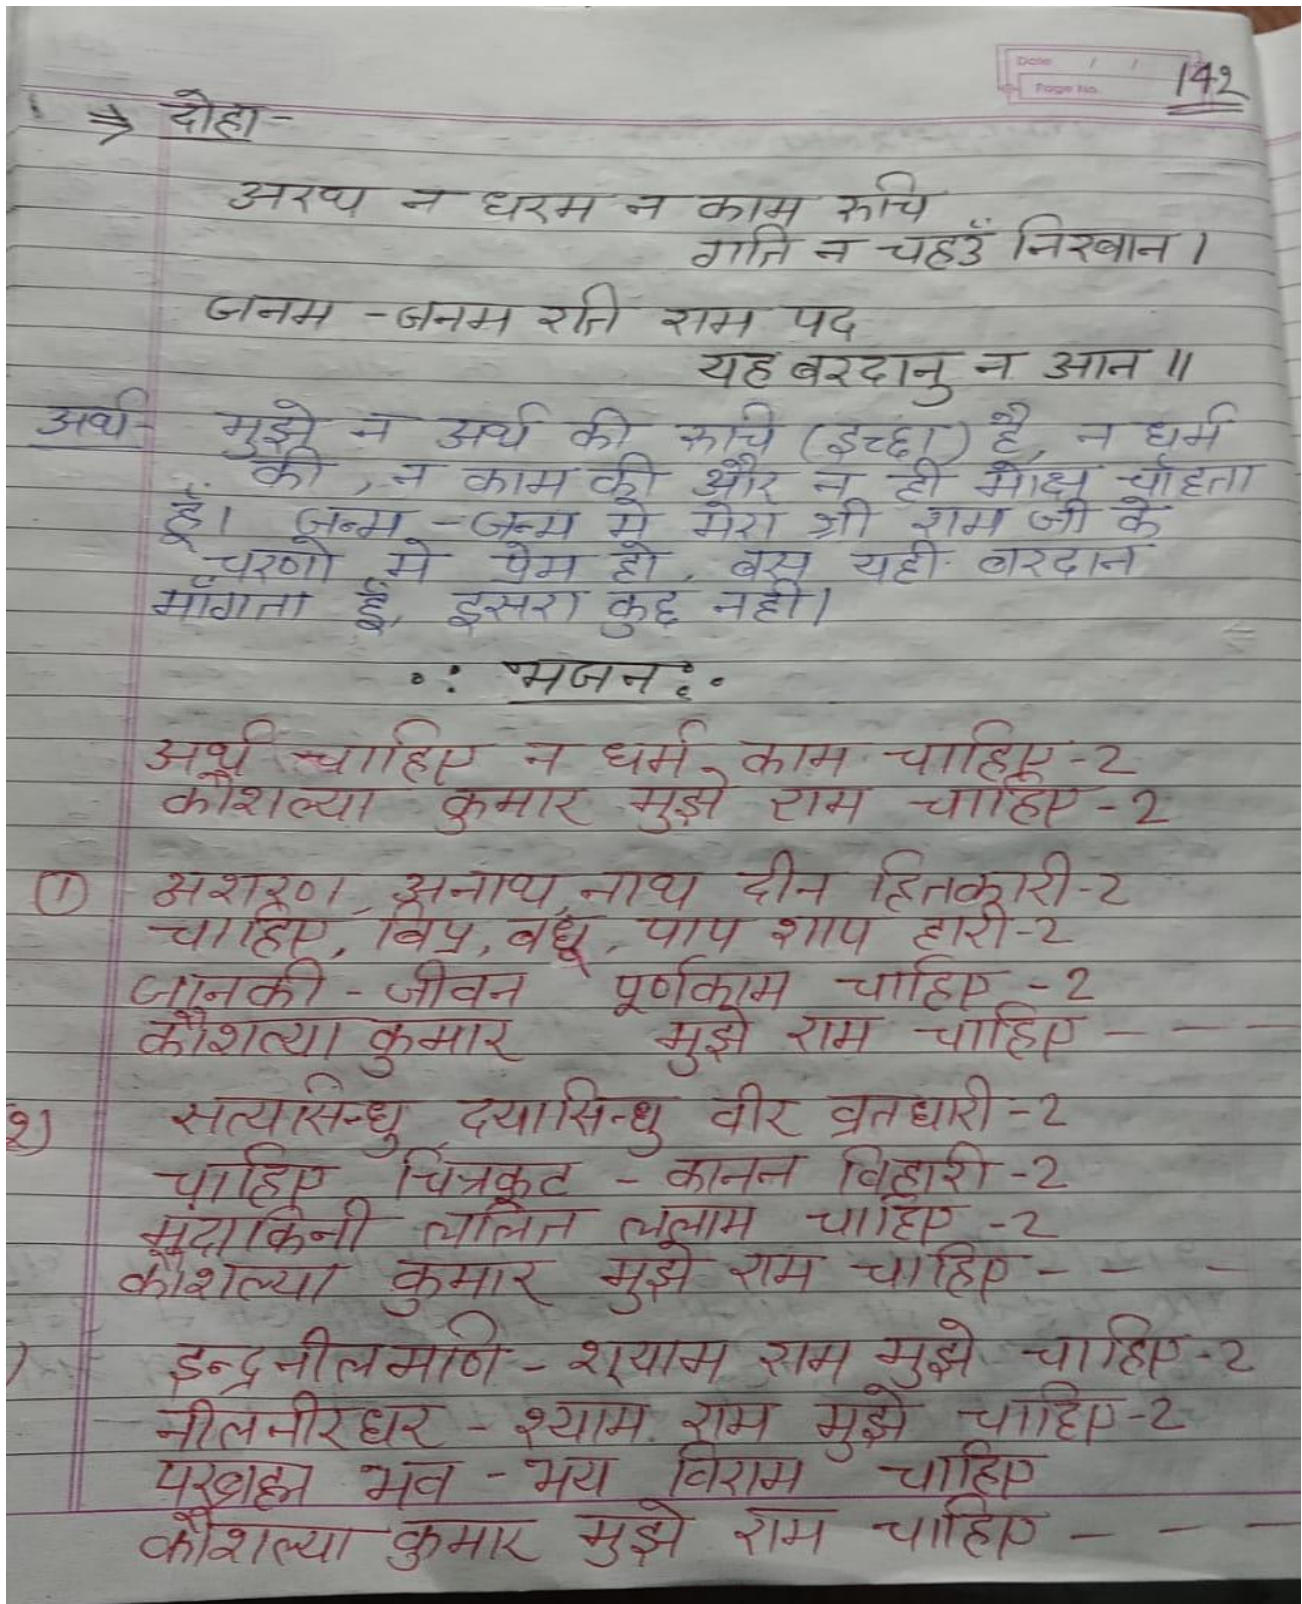 Date / /
Page No.
142
⇒ दोहा-
अरथ न धरम न काम रुचि
गति न चहउँ निरबान।
जनम-जनम रति राम पद
यह बरदानु न आन॥
अर्थ- मुझे न अर्थ की रुचि (इच्छा) है, न धर्म
की, न काम की और न ही मोक्ष चाहता
हूँ। जन्म-जन्म मे मेरा श्री राम जी के
चरणो मे प्रेम हो, बस यही बरदान
माँगता हूँ, दूसरा कुछ नही।
भजन
अर्थ चाहिए न धर्म, काम चाहिए-2
कौशल्या कुमार मुझे राम चाहिए-2
① अशरण, अनाथ, नाथ दीन हितकारी-2
चाहिए, विप्र, वधू, पाप शाप हारी-2
जानकी-जीवन पूर्णकाम चाहिए-2
कौशल्या कुमार मुझे राम चाहिए - - -
2) सत्यसिन्धु दयासिन्धु वीर व्रतधारी-2
चाहिए चित्रकूट - कानन विहारी-2
मंदाकिनी ललित ललाम चाहिए-2
कौशल्या कुमार मुझे राम चाहिए - - -
) इन्द्रनीलमणि-श्याम राम मुझे चाहिए-2
नीलनीरधर-श्याम राम मुझे चाहिए-2
परब्रह्म भव-भय विराम चाहिए
कौशल्या कुमार मुझे राम चाहिए - - -